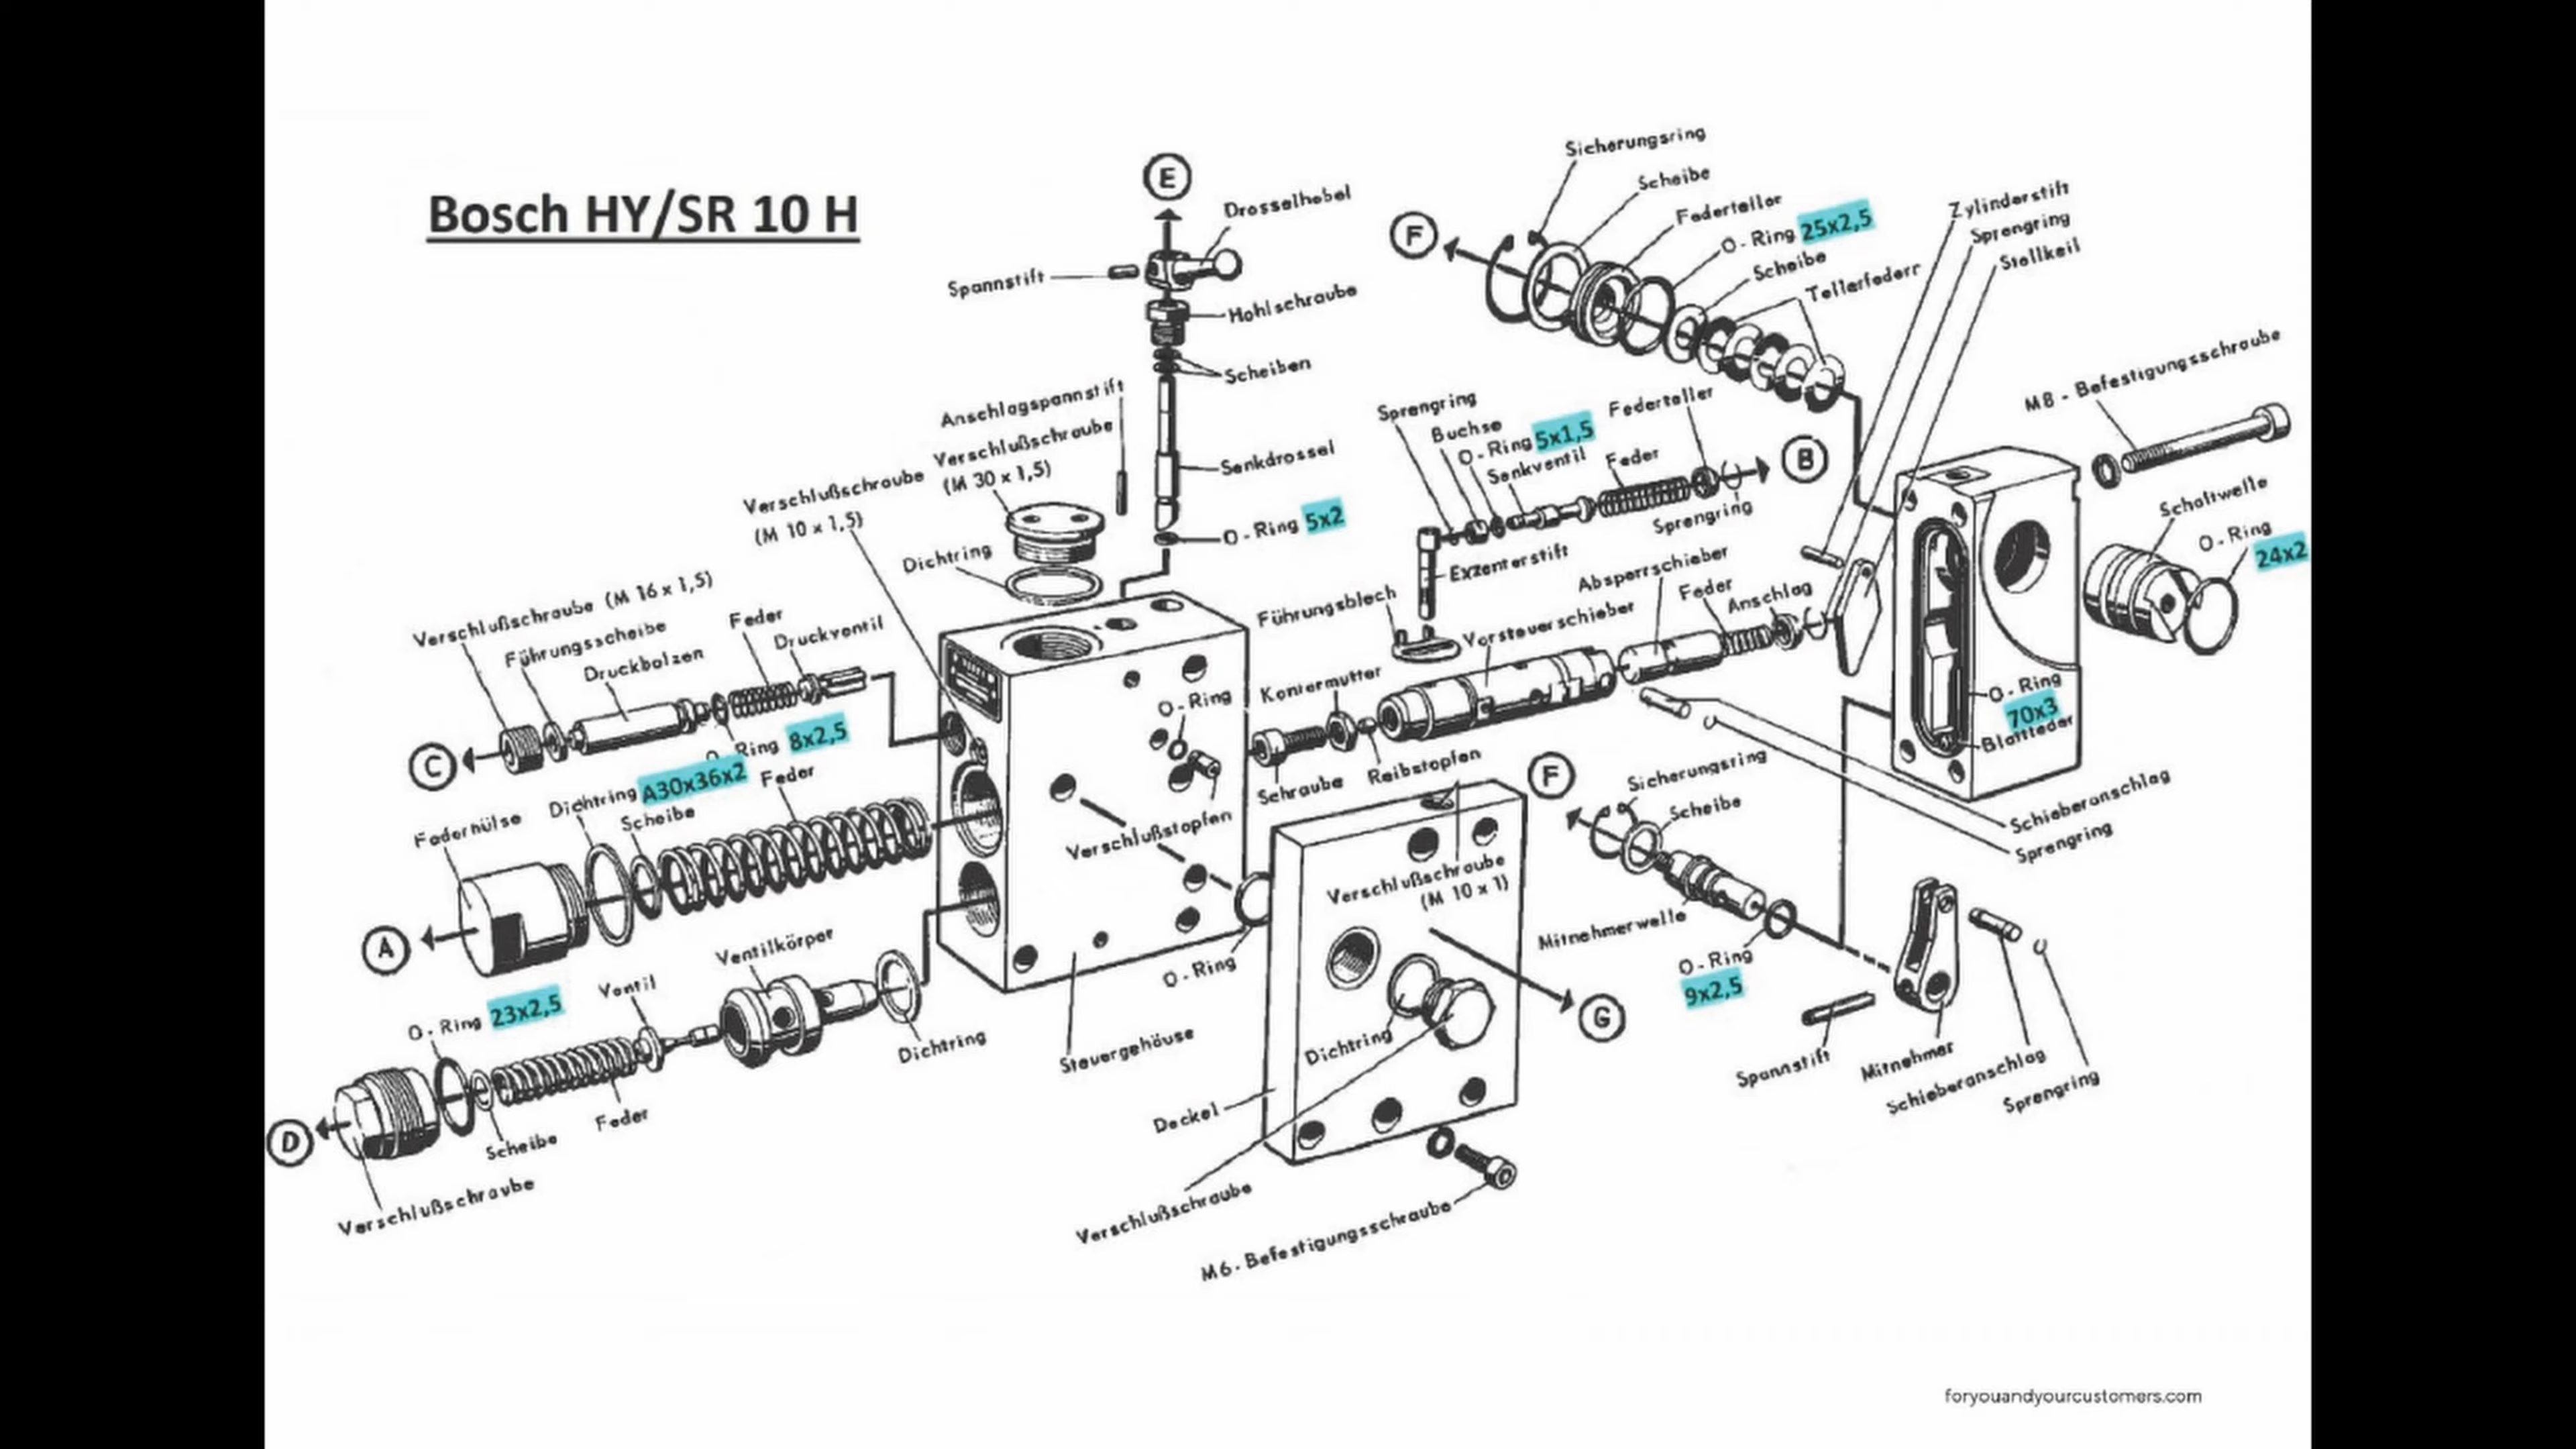 Bosch HY/SR 10 H
E
Drosselhebel
Spannstift
Hohlschraube
Scheiben
Anschlagspannstift
Verschlußschraube
(M 30 x 1,5)
Senkdrossel
Verschlußschraube
(M 10 x 1,5)
O-Ring 5x2
Dichtring
Verschlußschraube (M 16 x 1,5)
Führungsscheibe
Druckbolzen
Feder
Druckventil
C
O-Ring 8x2,5
Federhülse
Dichtring A30x36x2
Scheibe
Feder
A
O-Ring 23x2,5
Ventil
Ventilkörper
Dichtring
D
Scheibe
Feder
Verschlußschraube
O-Ring
Verschlußstopfen
O-Ring
Steuergehäuse
F
Sicherungsring
Scheibe
Federteller
O-Ring 25x2,5
Scheibe
Tellerfedern
Zylinderstift
Sprengring
Stellkeil
M8 - Befestigungsschraube
Sprengring
Buchse
O-Ring 5x1,5
Senkventil
Feder
Federteller
B
Sprengring
Exzenterstift
Führungsblech
Vorsteuerschieber
Absperrschieber
Feder
Anschlag
Schaltwelle
O-Ring
24x2
Kontermutter
Schraube
Reibstopfen
O-Ring
70x3
Blattfeder
Schieberanschlag
Sprengring
F
Sicherungsring
Scheibe
Mitnehmerwelle
O-Ring
9x2,5
Spannstift
Mitnehmer
Schieberanschlag
Sprengring
Verschlußschraube
(M 10 x 1)
G
Dichtring
Deckel
Verschlußschraube
M6-Befestigungsschraube
foryouandyourcustomers.com